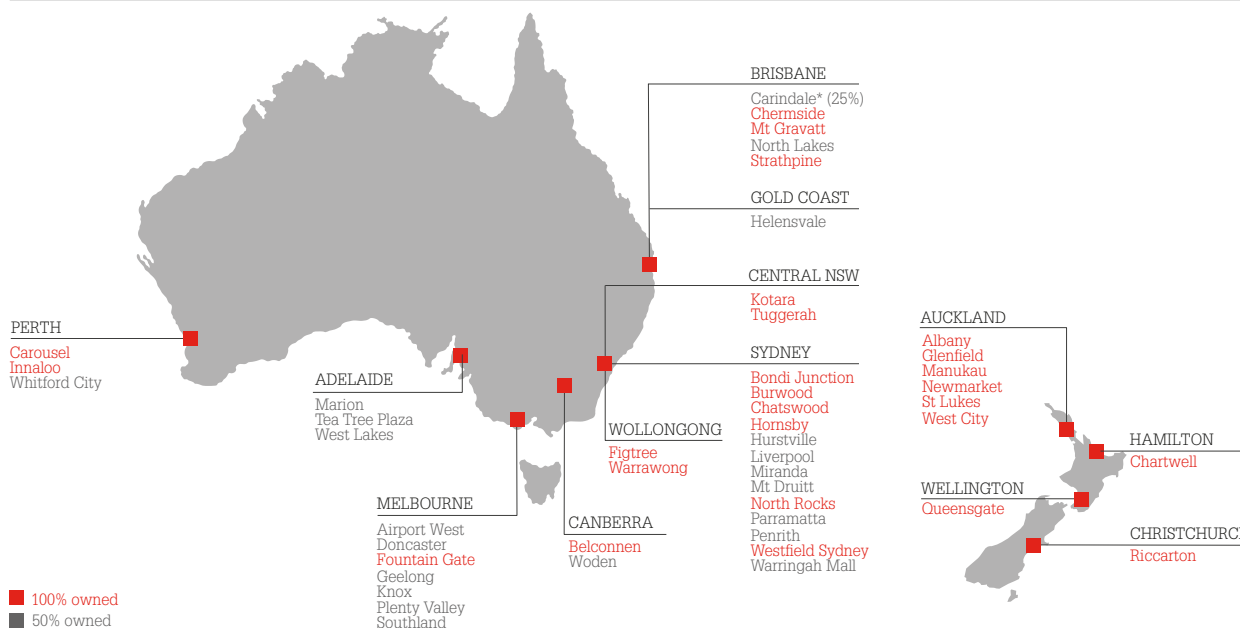 BRISBANE
Carindale* (25%)
Chermside
Mt Gravatt
North Lakes
Strathpine
GOLD COAST
Helensvale
CENTRAL NSW
Kotara
Tuggerah
SYDNEY
Bondi Junction
Burwood
Chatswood
Hornsby
Hurstville
Liverpool
Miranda
Mt Druitt
North Rocks
Parramatta
Penrith
Westfield Sydney
Warringah Mall
PERTH
Carousel
Innaloo
Whitford City
ADELAIDE
Marion
Tea Tree Plaza
West Lakes
WOLLONGONG
Figtree
Warrawong
MELBOURNE
Airport West
Doncaster
Fountain Gate
Geelong
Knox
Plenty Valley
Southland
CANBERRA
Belconnen
Woden
AUCKLAND
Albany
Glenfield
Manukau
Newmarket
St Lukes
West City
HAMILTON
Chartwell
WELLINGTON
Queensgate
CHRISTCHURC
Riccarton
100% owned
50% owned